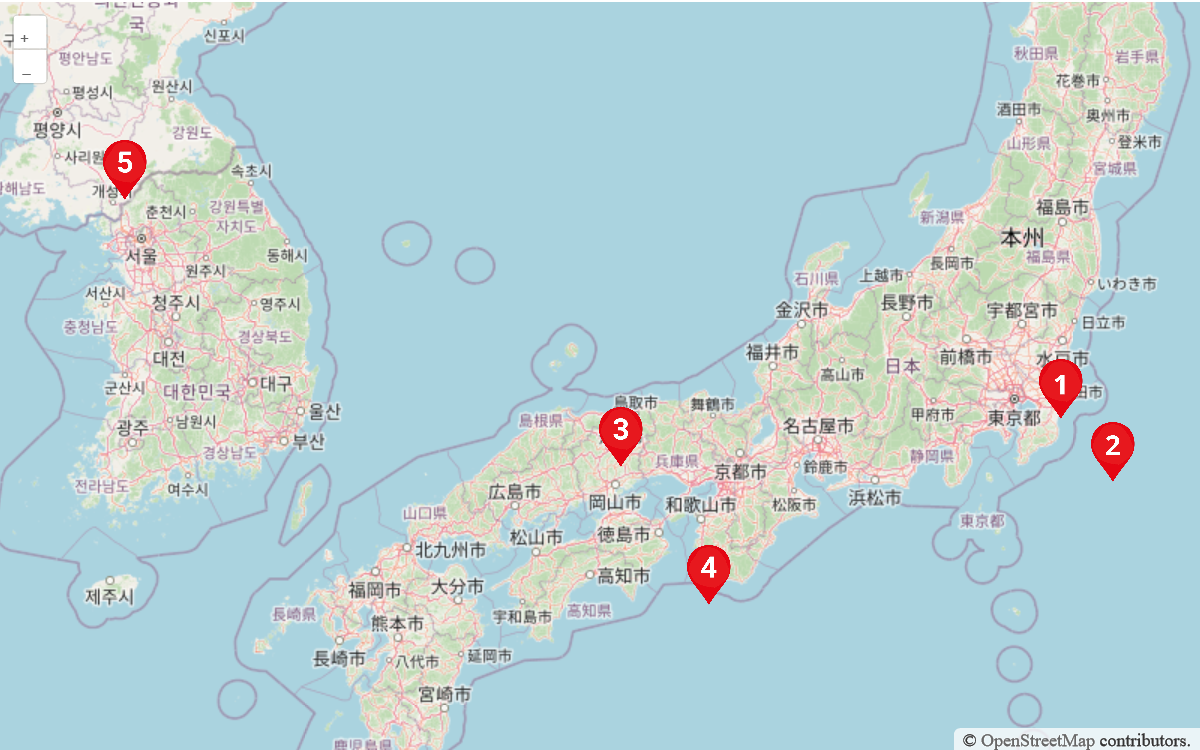 +
−
국
신포시
평안남도
평성시
원산시
평양시
강원도
사리원
5
속초시
개성시
춘천시
강원특별
자치도
서울
동해시
원주시
서산시
청주시
영주시
충청남도
경상북도
대전
군산시
대한민국
대구
울산
광주
남원시
부산
경상남도
전라남도
여수시
제주시
秋田県
岩手県
花巻市
酒田市
奥州市
登米市
山形県
宮城県
新潟県
福島市
本州
福島県
長岡市
上越市
石川県
いわき市
金沢市
長野市
宇都宮市
日立市
福井市
高山市
日本
前橋市
水戸市
1
田市
甲府市
東京都
鳥取市
舞鶴市
島根県
3
名古屋市
2
兵庫県
京都市
鈴鹿市
静岡県
浜松市
広島市
岡山市
和歌山市
松阪市
山口県
東京都
松山市
徳島市
北九州市
高知市
4
福岡市
大分市
長崎県
宇和島市
高知県
熊本市
長崎市
八代市
延岡市
宮崎市
鹿児島県
© OpenStreetMap contributors.